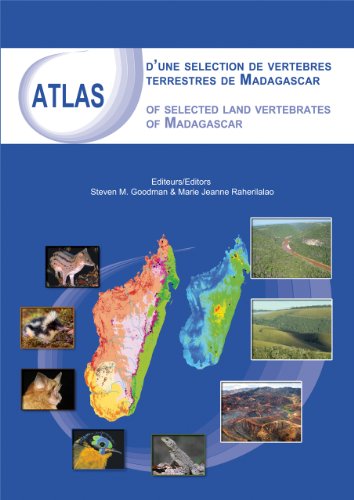 ATLAS
D'UNE SELECTION DE VERTEBRES
TERRESTRES DE MADAGASCAR
OF SELECTED LAND VERTEBRATES
OF MADAGASCAR
Editeurs/Editors
Steven M. Goodman & Marie Jeanne Raherilalao